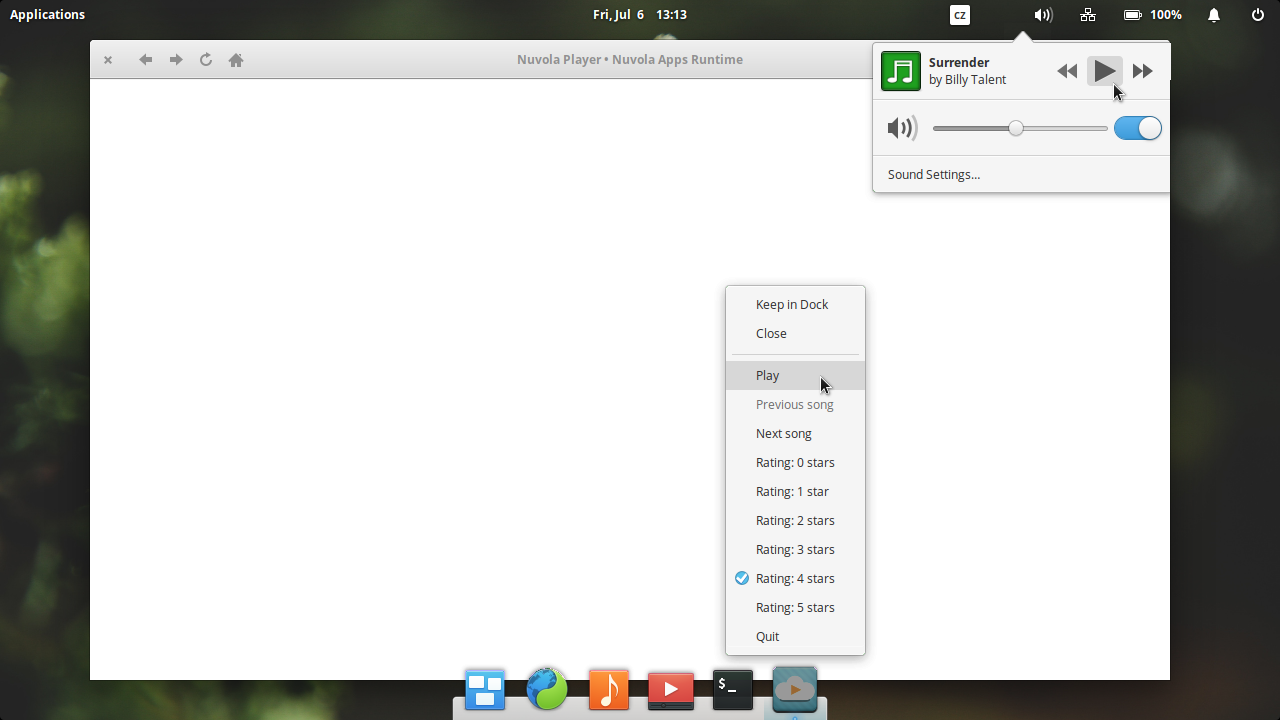 Applications
Fri, Jul 6 13:13
cz
100%
Nuvola Player • Nuvola Apps Runtime
Surrender
by Billy Talent
Sound Settings...
Keep in Dock
Close
Play
Previous song
Next song
Rating: 0 stars
Rating: 1 star
Rating: 2 stars
Rating: 3 stars
Rating: 4 stars
Rating: 5 stars
Quit
$_